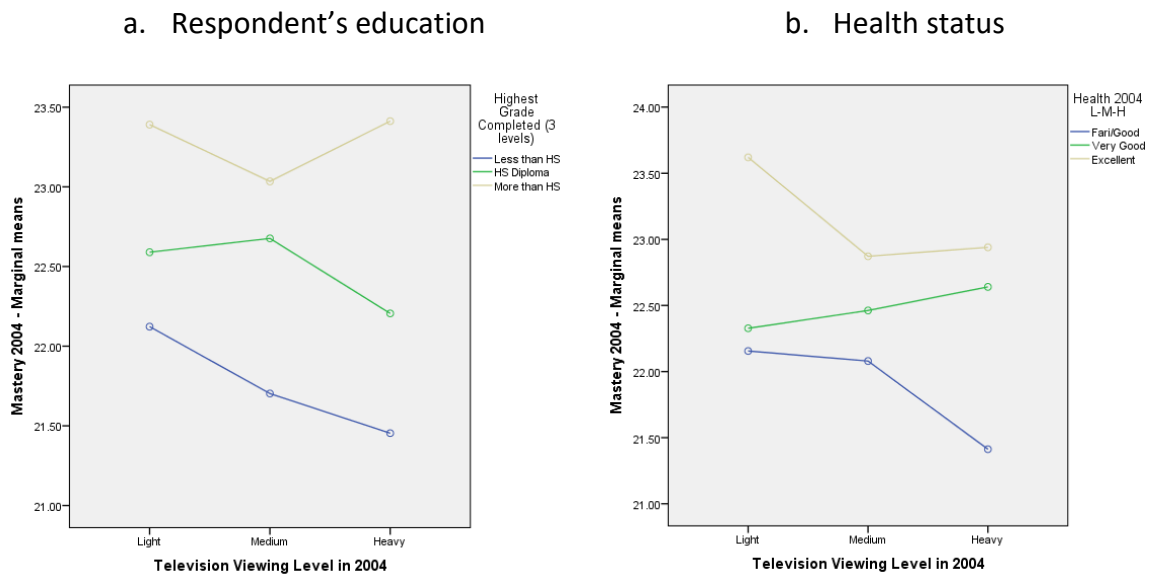 a. Respondent's education
Highest
Grade
Completed (3
levels)
Less than HS
HS Diploma
More than HS
23.50
23.00
22.50
22.00
21.50
21.00
Mastery 2004 - Marginal means
Light
Medium
Heavy
Television Viewing Level in 2004
b. Health status
Health 2004
L-M-H
Fari/Good
Very Good
Excellent
24.00
23.50
23.00
22.50
22.00
21.50
21.00
Mastery 2004 - Marginal means
Light
Medium
Heavy
Television Viewing Level in 2004